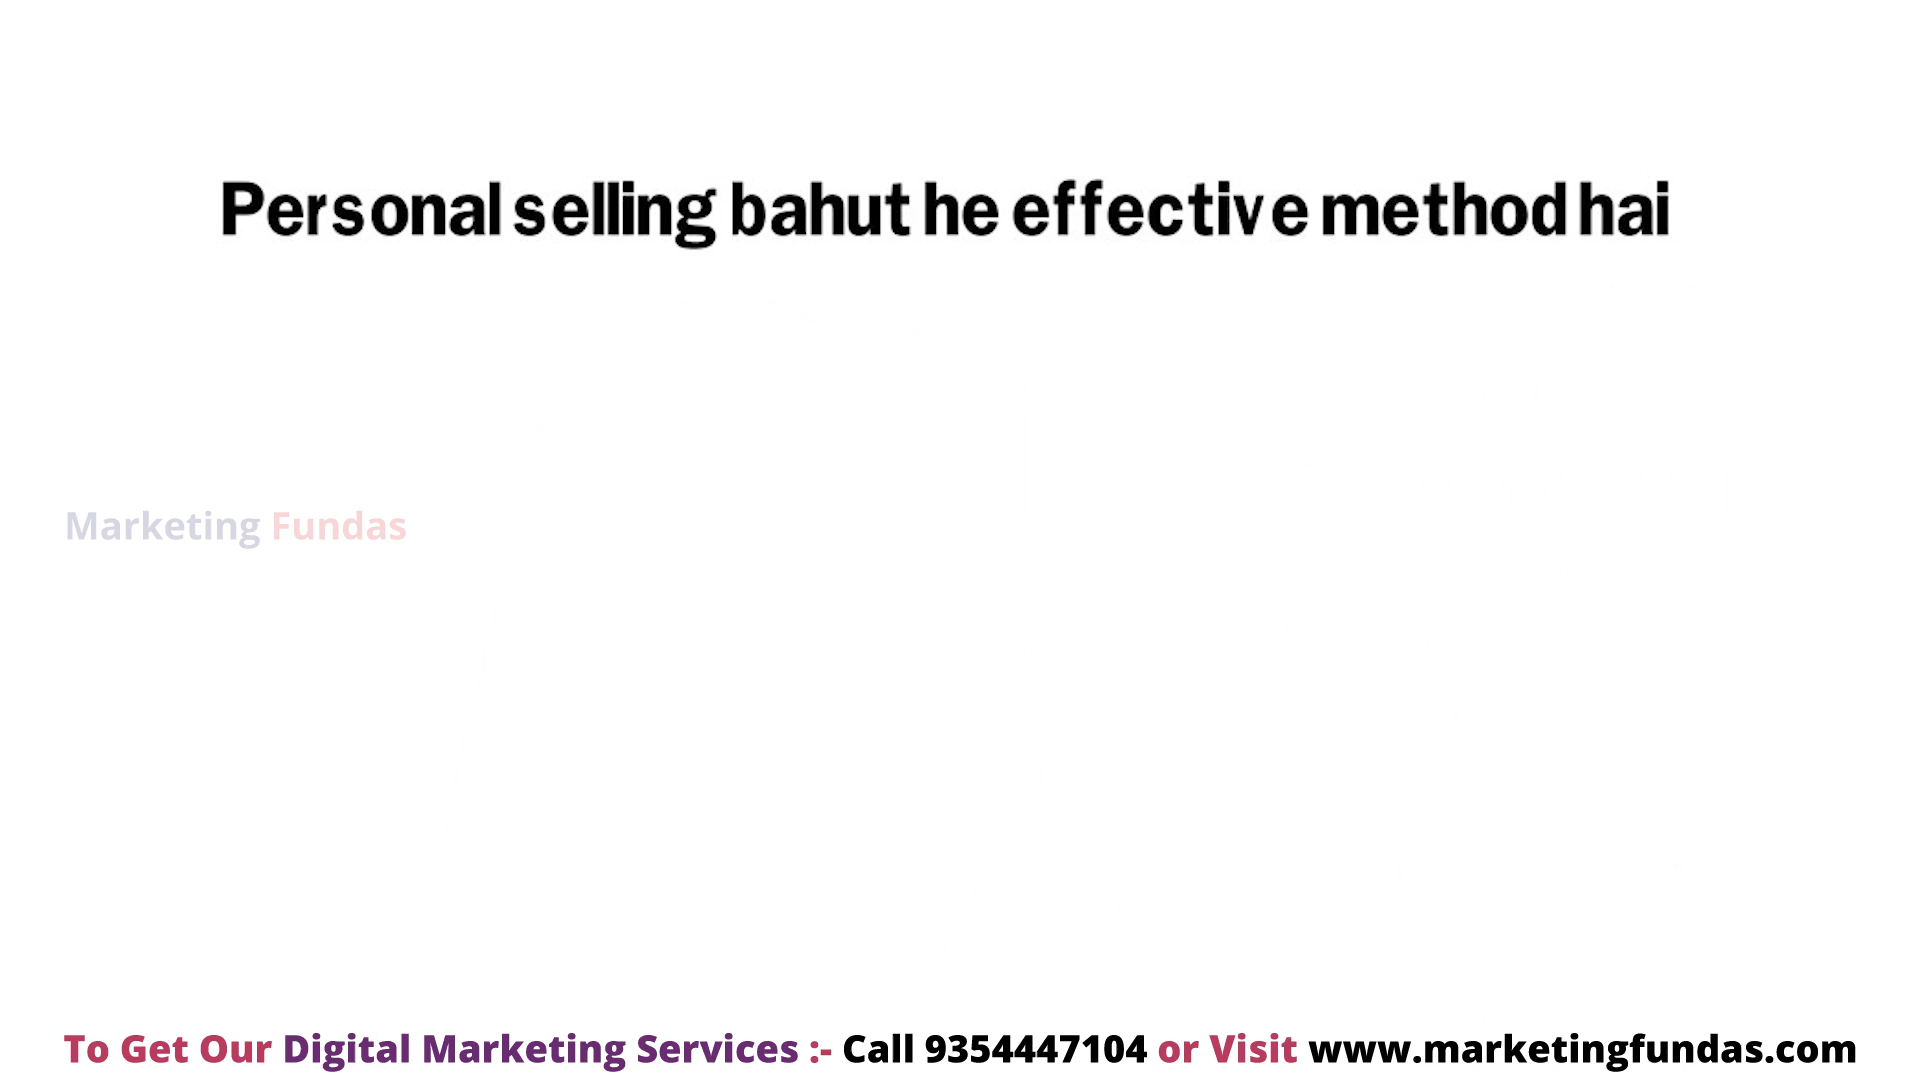 Personal selling bahut he effective method hai
Marketing Fundas
To Get Our Digital Marketing Services :- Call 9354447104 or Visit www.marketingfundas.com